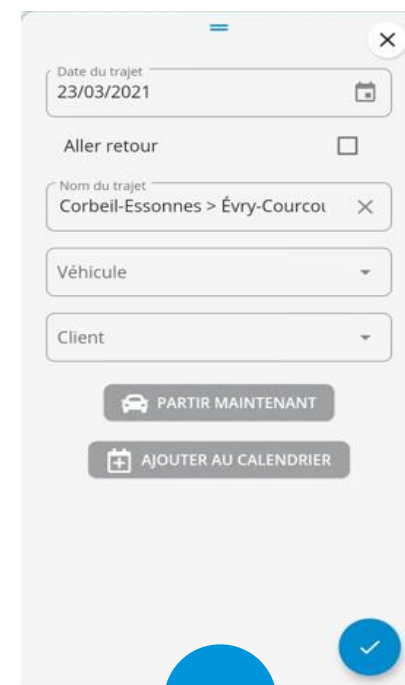 Date du trajet
23/03/2021
Aller retour
Nom du trajet
Corbeil-Essonnes > Évry-Courcou
Véhicule
Client
PARTIR MAINTENANT
AJOUTER AU CALENDRIER